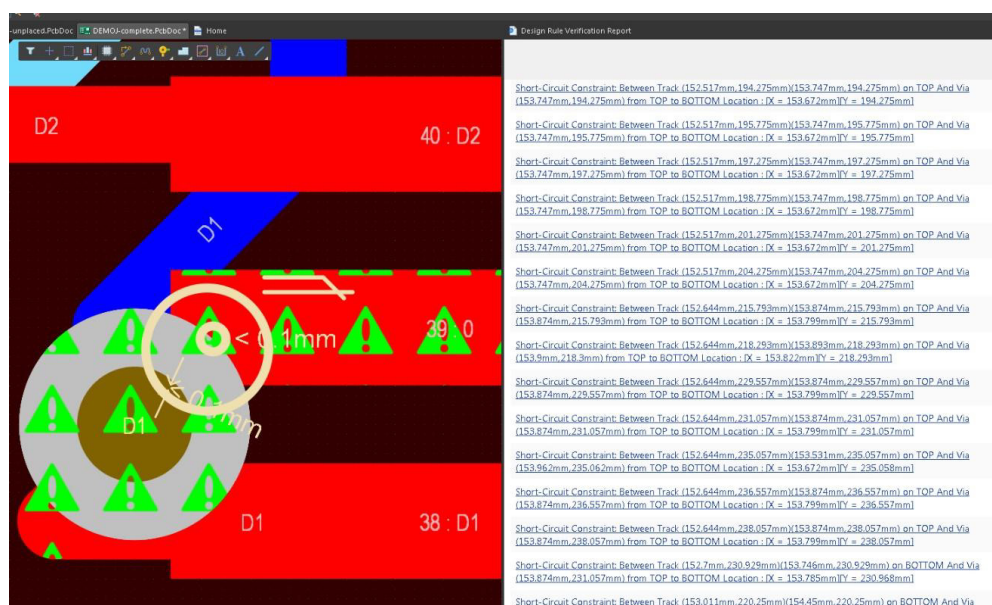 -unplaced.PcbDoc DEMOJ-complete.PcbDoc * Home
Design Rule Verification Report
A
D2
40 : D2
D1
39 : 0
< 0.1mm
< 0.1mm
D1
D1
38 : D1
Short-Circuit Constraint: Between Track (152.517mm,194.275mm)(153.747mm,194.275mm) on TOP And Via
(153.747mm,194.275mm) from TOP to BOTTOM Location : [X = 153.672mm][Y = 194.275mm]
Short-Circuit Constraint: Between Track (152.517mm,195.775mm)(153.747mm,195.775mm) on TOP And Via
(153.747mm,195.775mm) from TOP to BOTTOM Location : [X = 153.672mm][Y = 195.775mm]
Short-Circuit Constraint: Between Track (152.517mm,197.275mm)(153.747mm,197.275mm) on TOP And Via
(153.747mm,197.275mm) from TOP to BOTTOM Location : [X = 153.672mm][Y = 197.275mm]
Short-Circuit Constraint: Between Track (152.517mm,198.775mm)(153.747mm,198.775mm) on TOP And Via
(153.747mm,198.775mm) from TOP to BOTTOM Location : [X = 153.672mm][Y = 198.775mm]
Short-Circuit Constraint: Between Track (152.517mm,201.275mm)(153.747mm,201.275mm) on TOP And Via
(153.747mm,201.275mm) from TOP to BOTTOM Location : [X = 153.672mm][Y = 201.275mm]
Short-Circuit Constraint: Between Track (152.517mm,204.275mm)(153.747mm,204.275mm) on TOP And Via
(153.747mm,204.275mm) from TOP to BOTTOM Location : [X = 153.672mm][Y = 204.275mm]
Short-Circuit Constraint: Between Track (152.644mm,215.793mm)(153.874mm,215.793mm) on TOP And Via
(153.874mm,215.793mm) from TOP to BOTTOM Location : [X = 153.799mm][Y = 215.793mm]
Short-Circuit Constraint: Between Track (152.644mm,218.293mm)(153.893mm,218.293mm) on TOP And Via
(153.9mm,218.3mm) from TOP to BOTTOM Location : [X = 153.822mm][Y = 218.293mm]
Short-Circuit Constraint: Between Track (152.644mm,229.557mm)(153.874mm,229.557mm) on TOP And Via
(153.874mm,229.557mm) from TOP to BOTTOM Location : [X = 153.799mm][Y = 229.557mm]
Short-Circuit Constraint: Between Track (152.644mm,231.057mm)(153.874mm,231.057mm) on TOP And Via
(153.874mm,231.057mm) from TOP to BOTTOM Location : [X = 153.799mm][Y = 231.057mm]
Short-Circuit Constraint: Between Track (152.644mm,235.057mm)(153.531mm,235.057mm) on TOP And Via
(153.962mm,235.062mm) from TOP to BOTTOM Location : [X = 153.672mm][Y = 235.058mm]
Short-Circuit Constraint: Between Track (152.644mm,236.557mm)(153.874mm,236.557mm) on TOP And Via
(153.874mm,236.557mm) from TOP to BOTTOM Location : [X = 153.799mm][Y = 236.557mm]
Short-Circuit Constraint: Between Track (152.644mm,238.057mm)(153.874mm,238.057mm) on TOP And Via
(153.874mm,238.057mm) from TOP to BOTTOM Location : [X = 153.799mm][Y = 238.057mm]
Short-Circuit Constraint: Between Track (152.7mm,230.929mm)(153.746mm,230.929mm) on BOTTOM And Via
(153.874mm,231.057mm) from TOP to BOTTOM Location : [X = 153.785mm][Y = 230.968mm]
Short-Circuit Constraint: Between Track (153.011mm,220.25mm)(154.45mm,220.25mm) on BOTTOM And Via